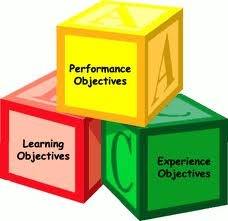 Performance
Objectives
A
A
Learning
Objectives
C
Experience
Objectives